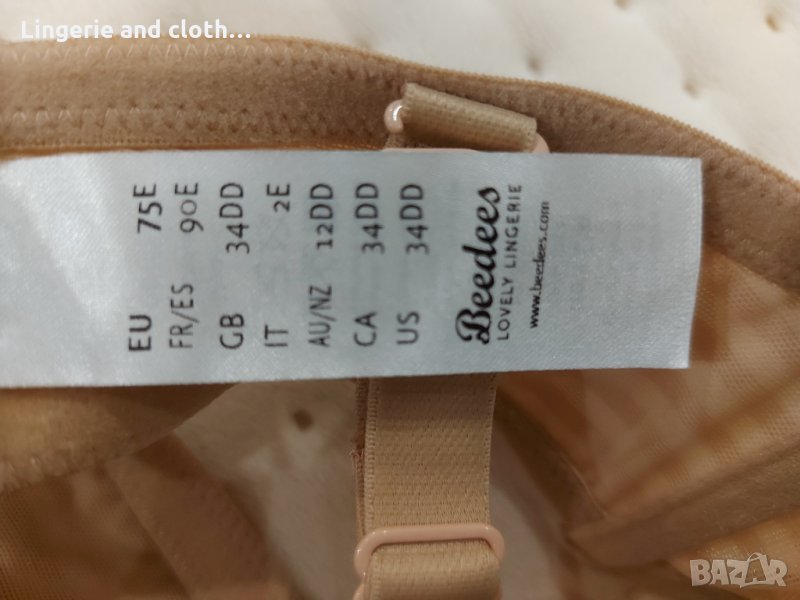 Lingerie and cloth...
EU 75E
FR/ES 90E
GB 34DD
IT 2E
AU/NZ 12DD
CA 34DD
US 34DD
Beedees
LOVELY LINGERIE
www.beedees.com
BAZAR